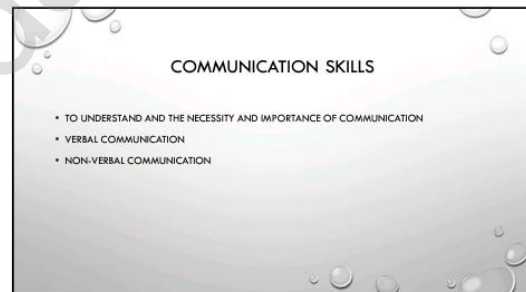 COMMUNICATION SKILLS
• TO UNDERSTAND AND THE NECESSITY AND IMPORTANCE OF COMMUNICATION
• VERBAL COMMUNICATION
• NON-VERBAL COMMUNICATION